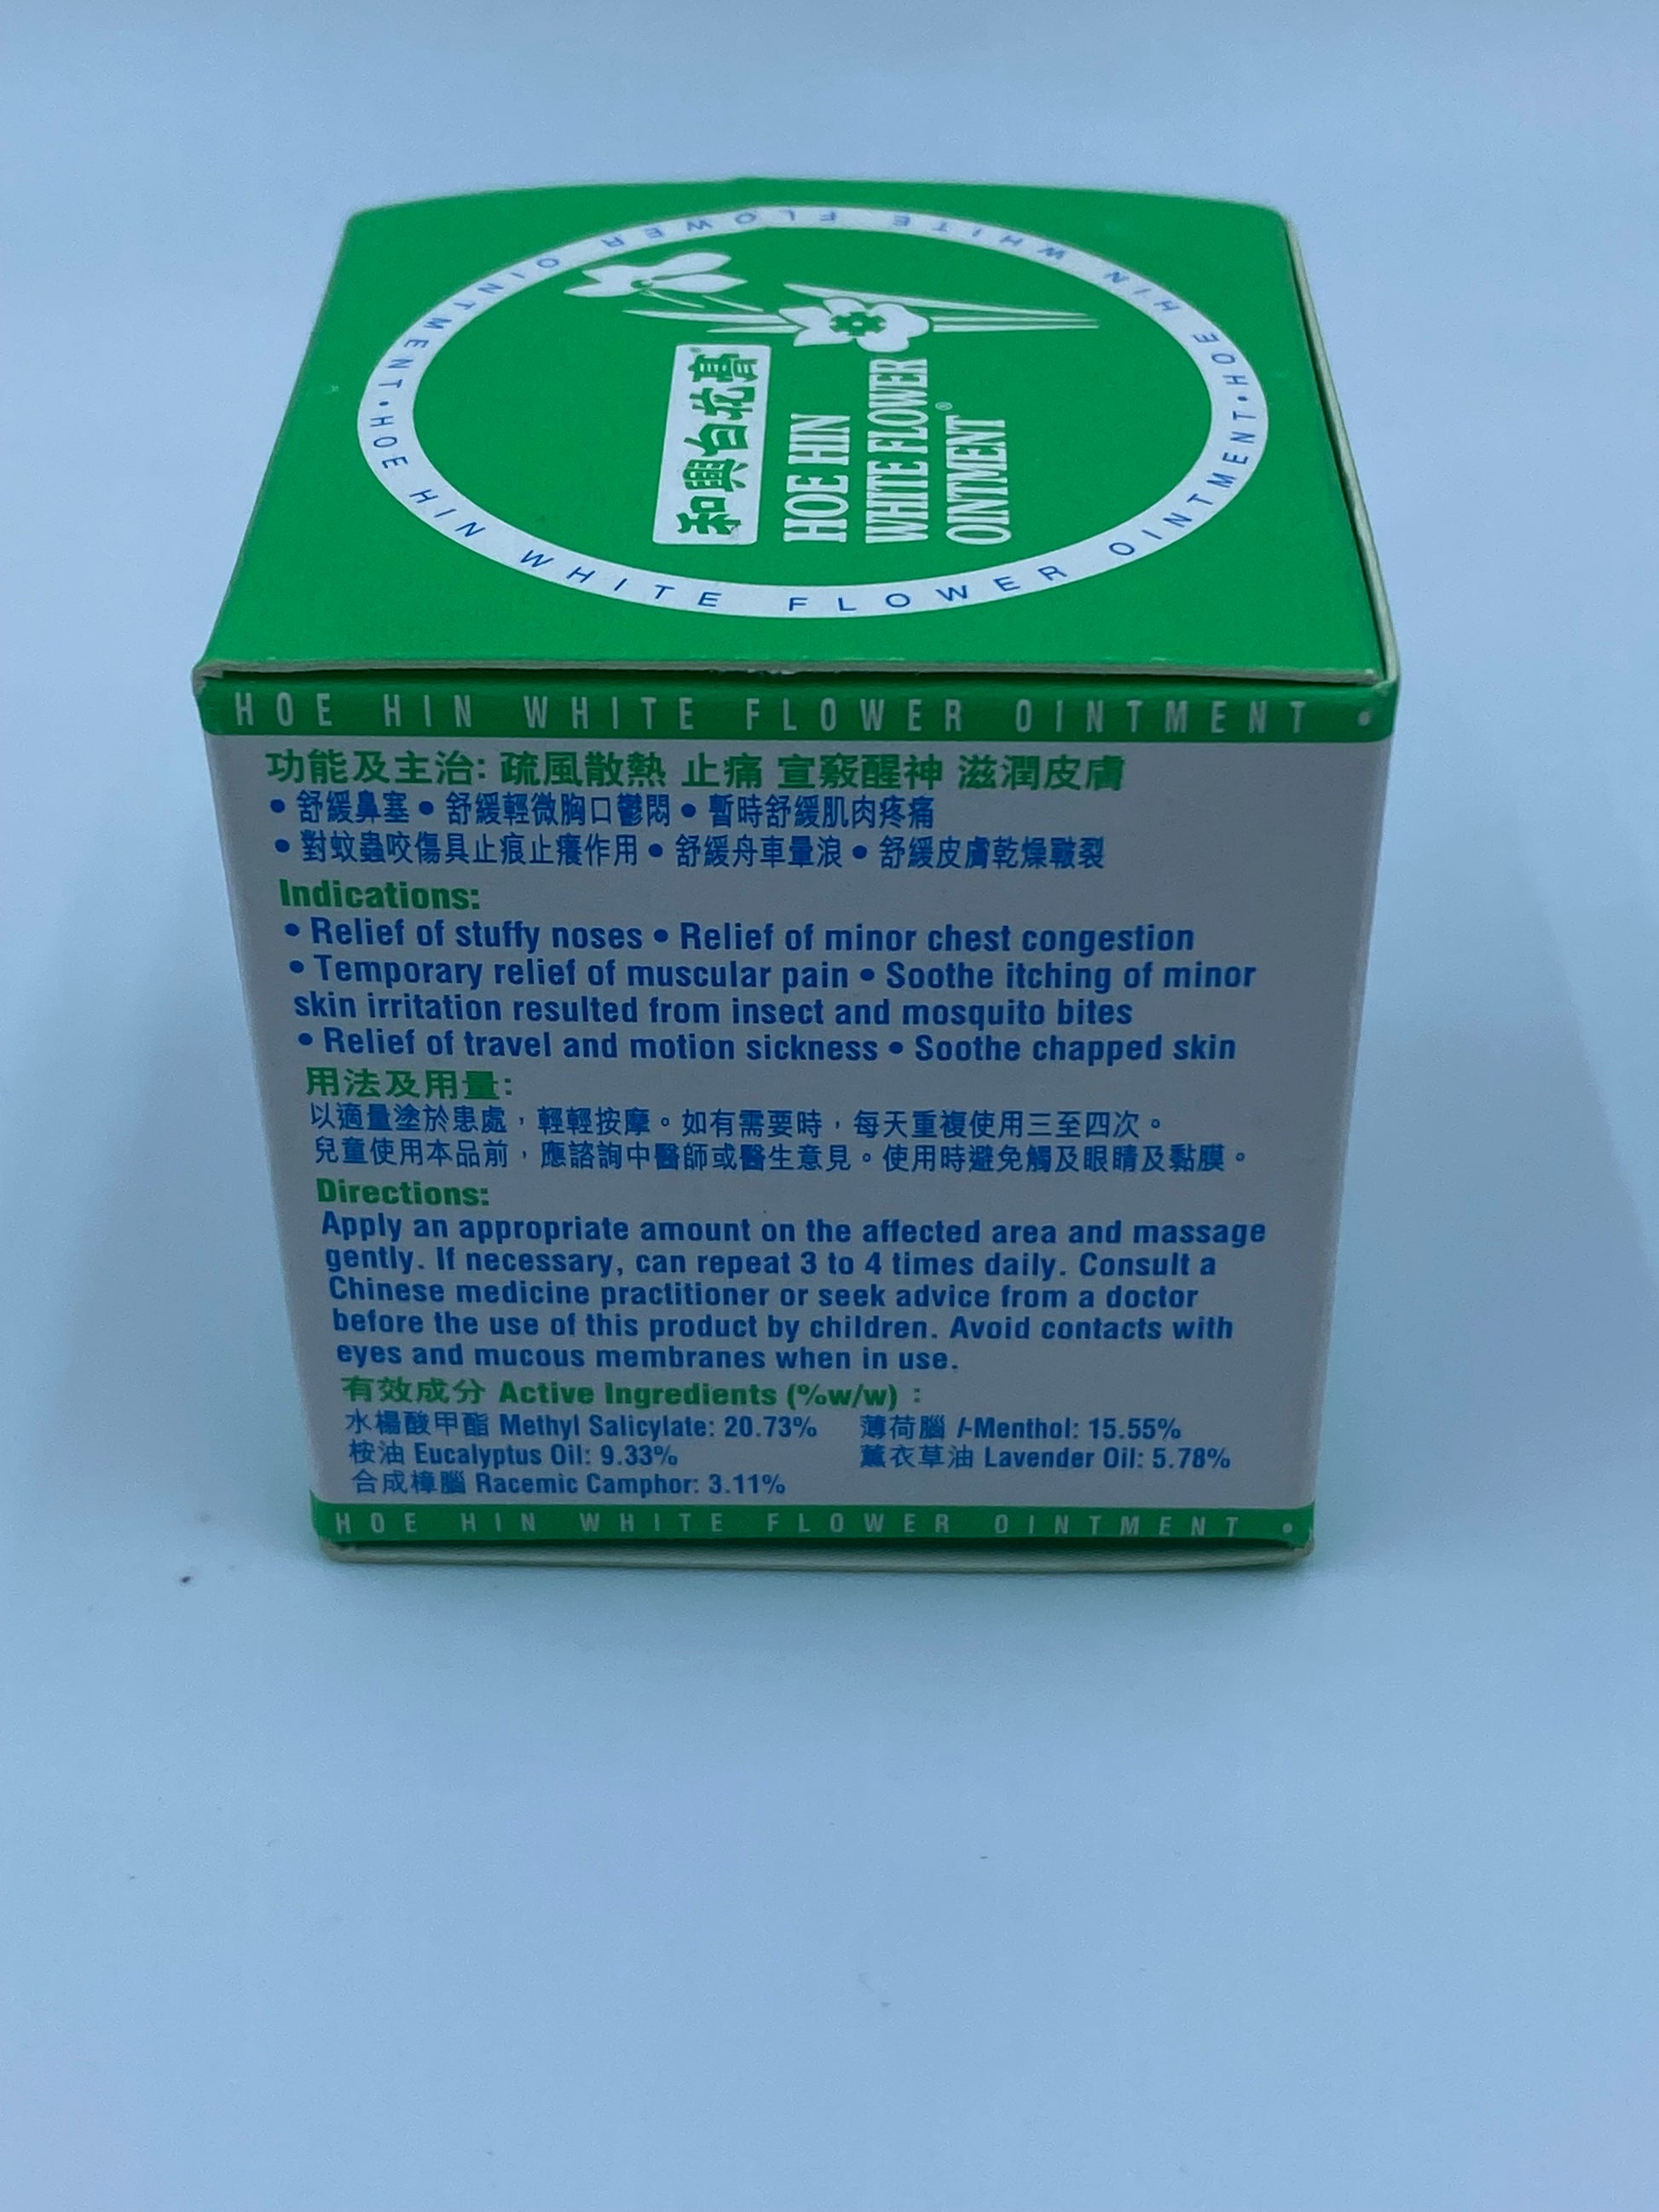 HOE HIN WHITE FLOWER OINTMENT • HOE HIN WHITE FLOWER OINTMENT •
和興白花膏
HOE HIN
WHITE FLOWER
OINTMENT®
HOE HIN WHITE FLOWER OINTMENT •
功能及主治: 疏風散熱 止痛 宣竅醒神 滋潤皮膚
• 舒緩鼻塞 • 舒緩輕微胸口鬱悶 • 暫時舒緩肌肉疼痛
• 對蚊蟲咬傷具止痕止癢作用 • 舒緩舟車暈浪 • 舒緩皮膚乾燥皸裂
Indications:
• Relief of stuffy noses • Relief of minor chest congestion
• Temporary relief of muscular pain • Soothe itching of minor
skin irritation resulted from insect and mosquito bites
• Relief of travel and motion sickness • Soothe chapped skin
用法及用量:
以適量塗於患處，輕輕按摩。如有需要時，每天重複使用三至四次。
兒童使用本品前，應諮詢中醫師或醫生意見。使用時避免觸及眼睛及黏膜。
Directions:
Apply an appropriate amount on the affected area and massage
gently. If necessary, can repeat 3 to 4 times daily. Consult a
Chinese medicine practitioner or seek advice from a doctor
before the use of this product by children. Avoid contacts with
eyes and mucous membranes when in use.
有效成分 Active Ingredients (%w/w) :
水楊酸甲酯 Methyl Salicylate: 20.73% 薄荷腦 l-Menthol: 15.55%
桉油 Eucalyptus Oil: 9.33% 薰衣草油 Lavender Oil: 5.78%
合成樟腦 Racemic Camphor: 3.11%
HOE HIN WHITE FLOWER OINTMENT •